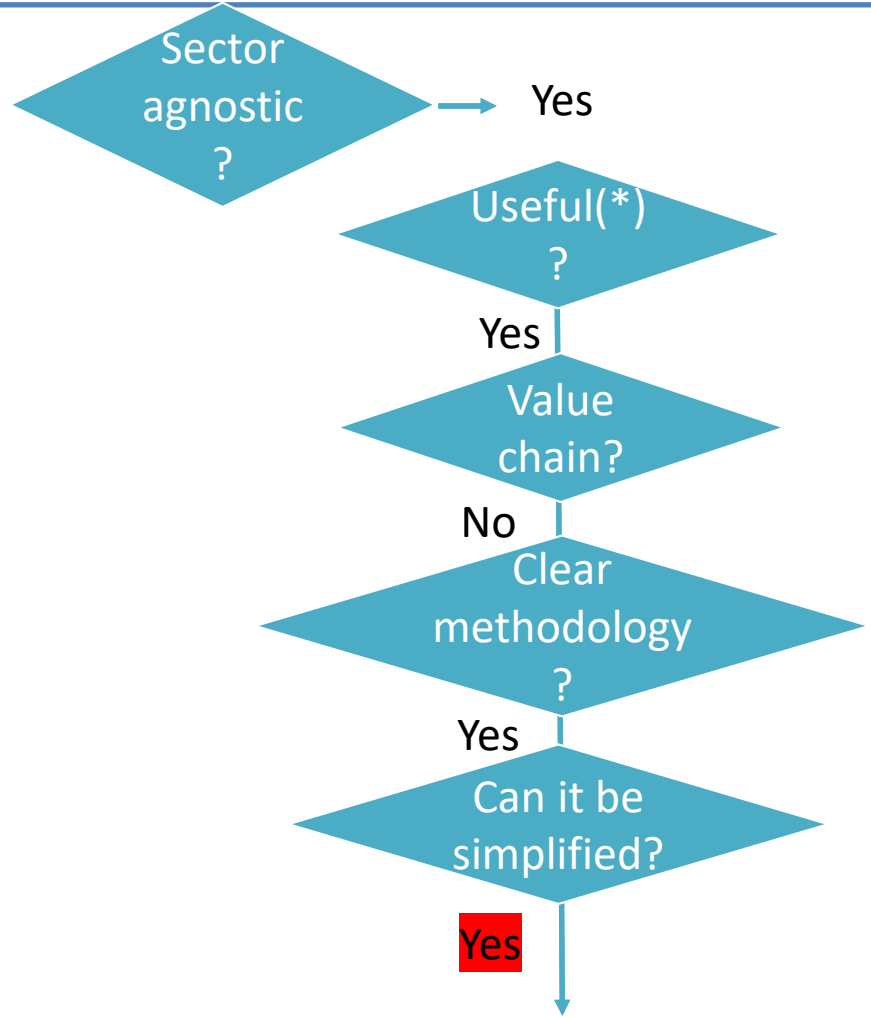 Sector
agnostic
?
Yes
Useful(*)
?
Yes
Value
chain?
No
Clear
methodology
?
Yes
Can it be
simplified?
Yes